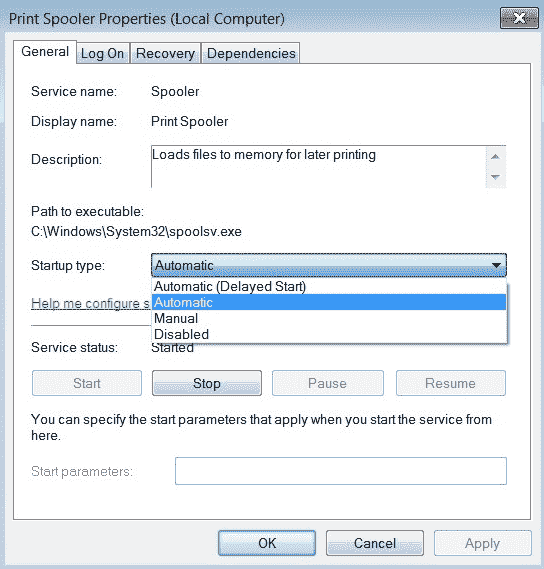 Print Spooler Properties (Local Computer)
General Log On Recovery Dependencies
Service name: Spooler
Display name: Print Spooler
Description: Loads files to memory for later printing
Path to executable:
C:\Windows\System32\spoolsv.exe
Startup type: Automatic
Automatic (Delayed Start)
Help me configure s
Automatic
Manual
Disabled
Service status: Started
Start Stop Pause Resume
You can specify the start parameters that apply when you start the service from
here.
Start parameters:
OK Cancel Apply